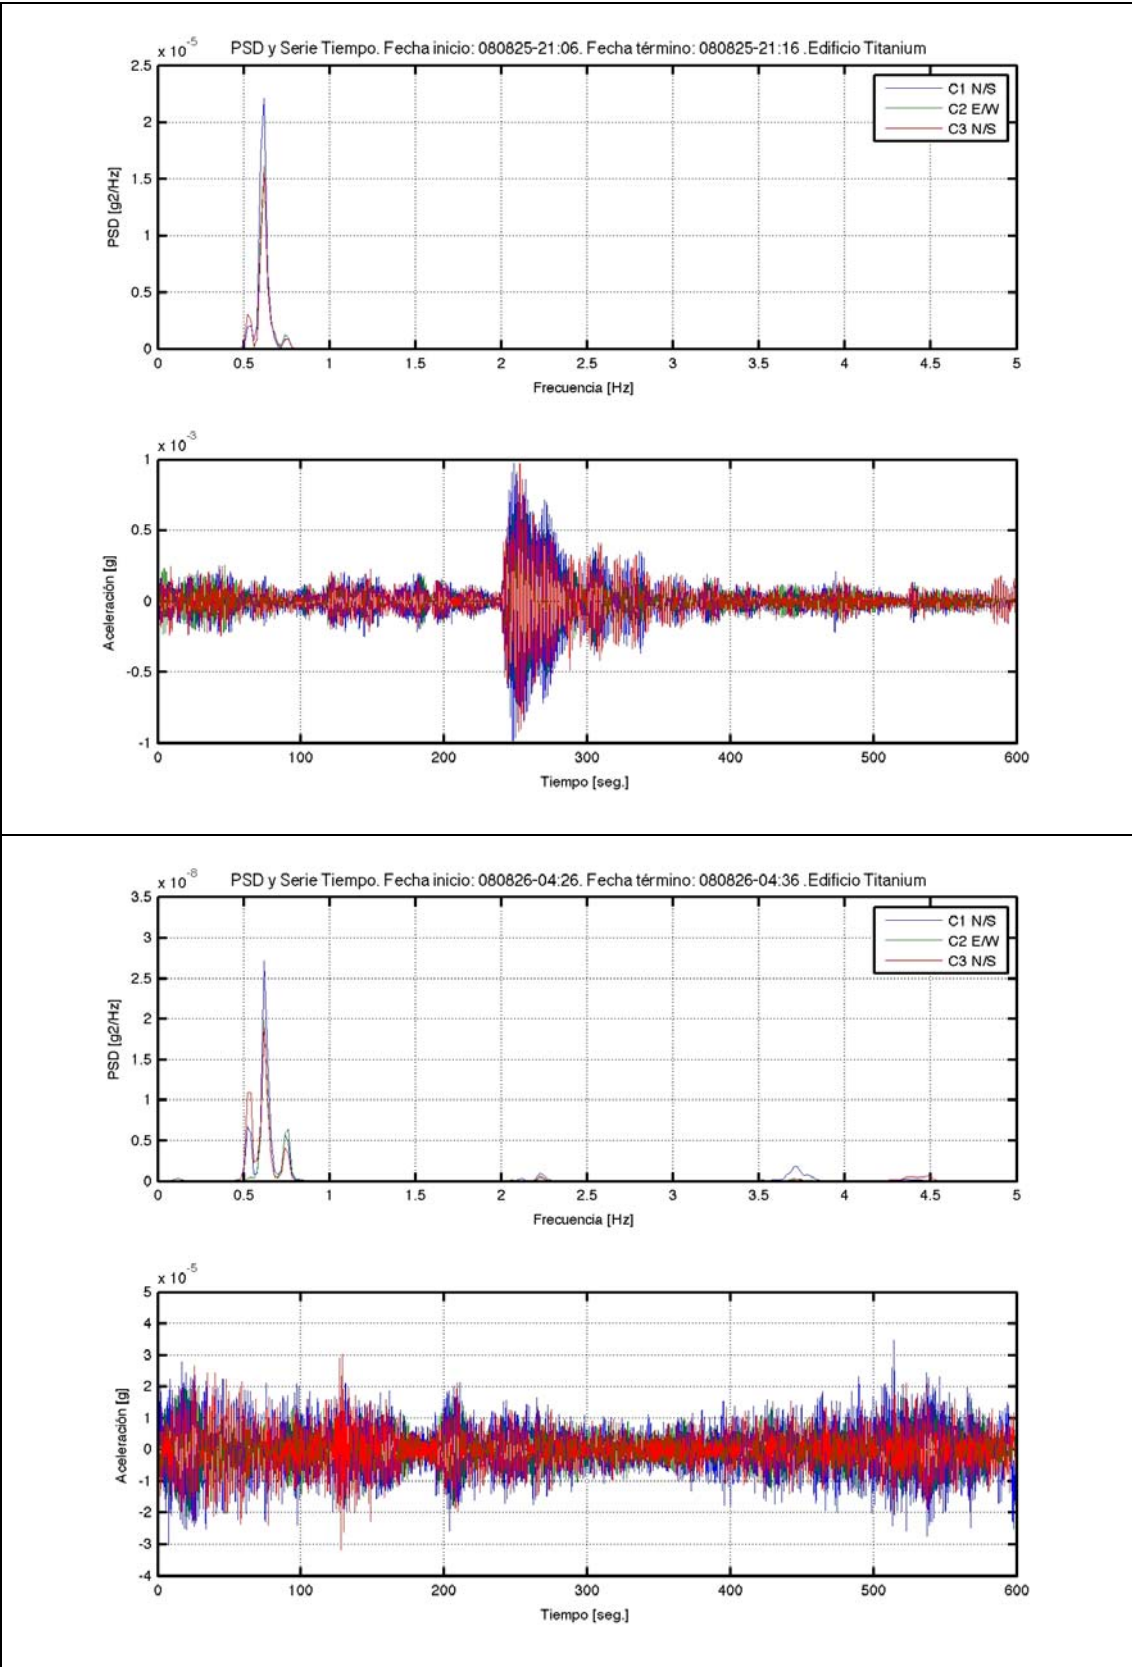 x 10^-5
PSD y Serie Tiempo. Fecha inicio: 080825-21:06. Fecha término: 080825-21:16 .Edificio Titanium
2.5
2
1.5
1
0.5
0
PSD [g2/Hz]
C1 N/S
C2 E/W
C3 N/S
0 0.5 1 1.5 2 2.5 3 3.5 4 4.5 5
Frecuencia [Hz]
x 10^-3
1
0.5
0
-0.5
-1
Aceleración [g]
0 100 200 300 400 500 600
Tiempo [seg.]
x 10^-8
PSD y Serie Tiempo. Fecha inicio: 080826-04:26. Fecha término: 080826-04:36 .Edificio Titanium
3.5
3
2.5
2
1.5
1
0.5
0
PSD [g2/Hz]
C1 N/S
C2 E/W
C3 N/S
0 0.5 1 1.5 2 2.5 3 3.5 4 4.5 5
Frecuencia [Hz]
x 10^-5
5
4
3
2
1
0
-1
-2
-3
-4
Aceleración [g]
0 100 200 300 400 500 600
Tiempo [seg.]